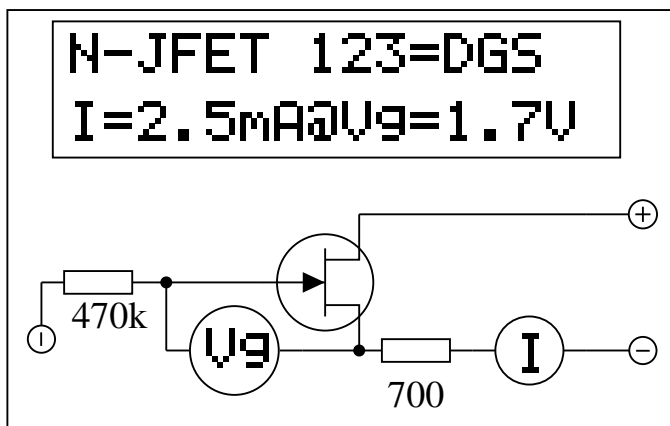 N-JFET 123=DGS
I=2.5mA@Vg=1.7V
+
470k
-
Vg
700
I
-